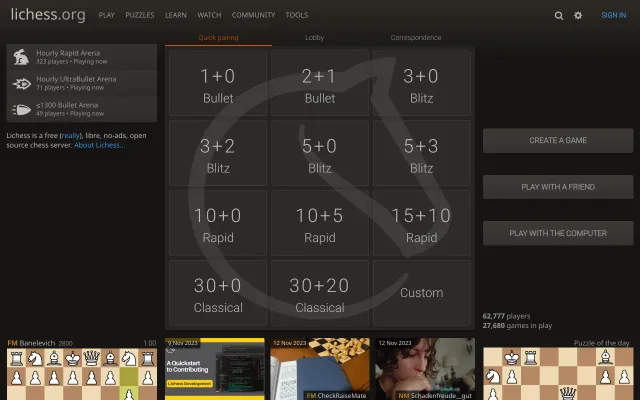 lichess.org PLAY PUZZLES LEARN WATCH COMMUNITY TOOLS SIGN IN
Hourly Rapid Arena
323 players • Playing now
Hourly UltraBullet Arena
71 players • Playing now
≤1300 Bullet Arena
49 players • Playing now
Lichess is a free (really), libre, no-ads, open
source chess server. About Lichess...
Quick pairing Lobby Correspondence
1+0
Bullet
2+1
Bullet
3+0
Blitz
3+2
Blitz
5+0
Blitz
5+3
Blitz
10+0
Rapid
10+5
Rapid
15+10
Rapid
30+0
Classical
30+20
Classical
Custom
CREATE A GAME
PLAY WITH A FRIEND
PLAY WITH THE COMPUTER
62,777 players
27,680 games in play
FM Banelevich 2800 1:00
9 Nov 2023
A Quickstart
to Contributing
Lichess Development!
12 Nov 2023
FM CheckRaiseMate
12 Nov 2023
NM Schadenfreude__gut
Puzzle of the day